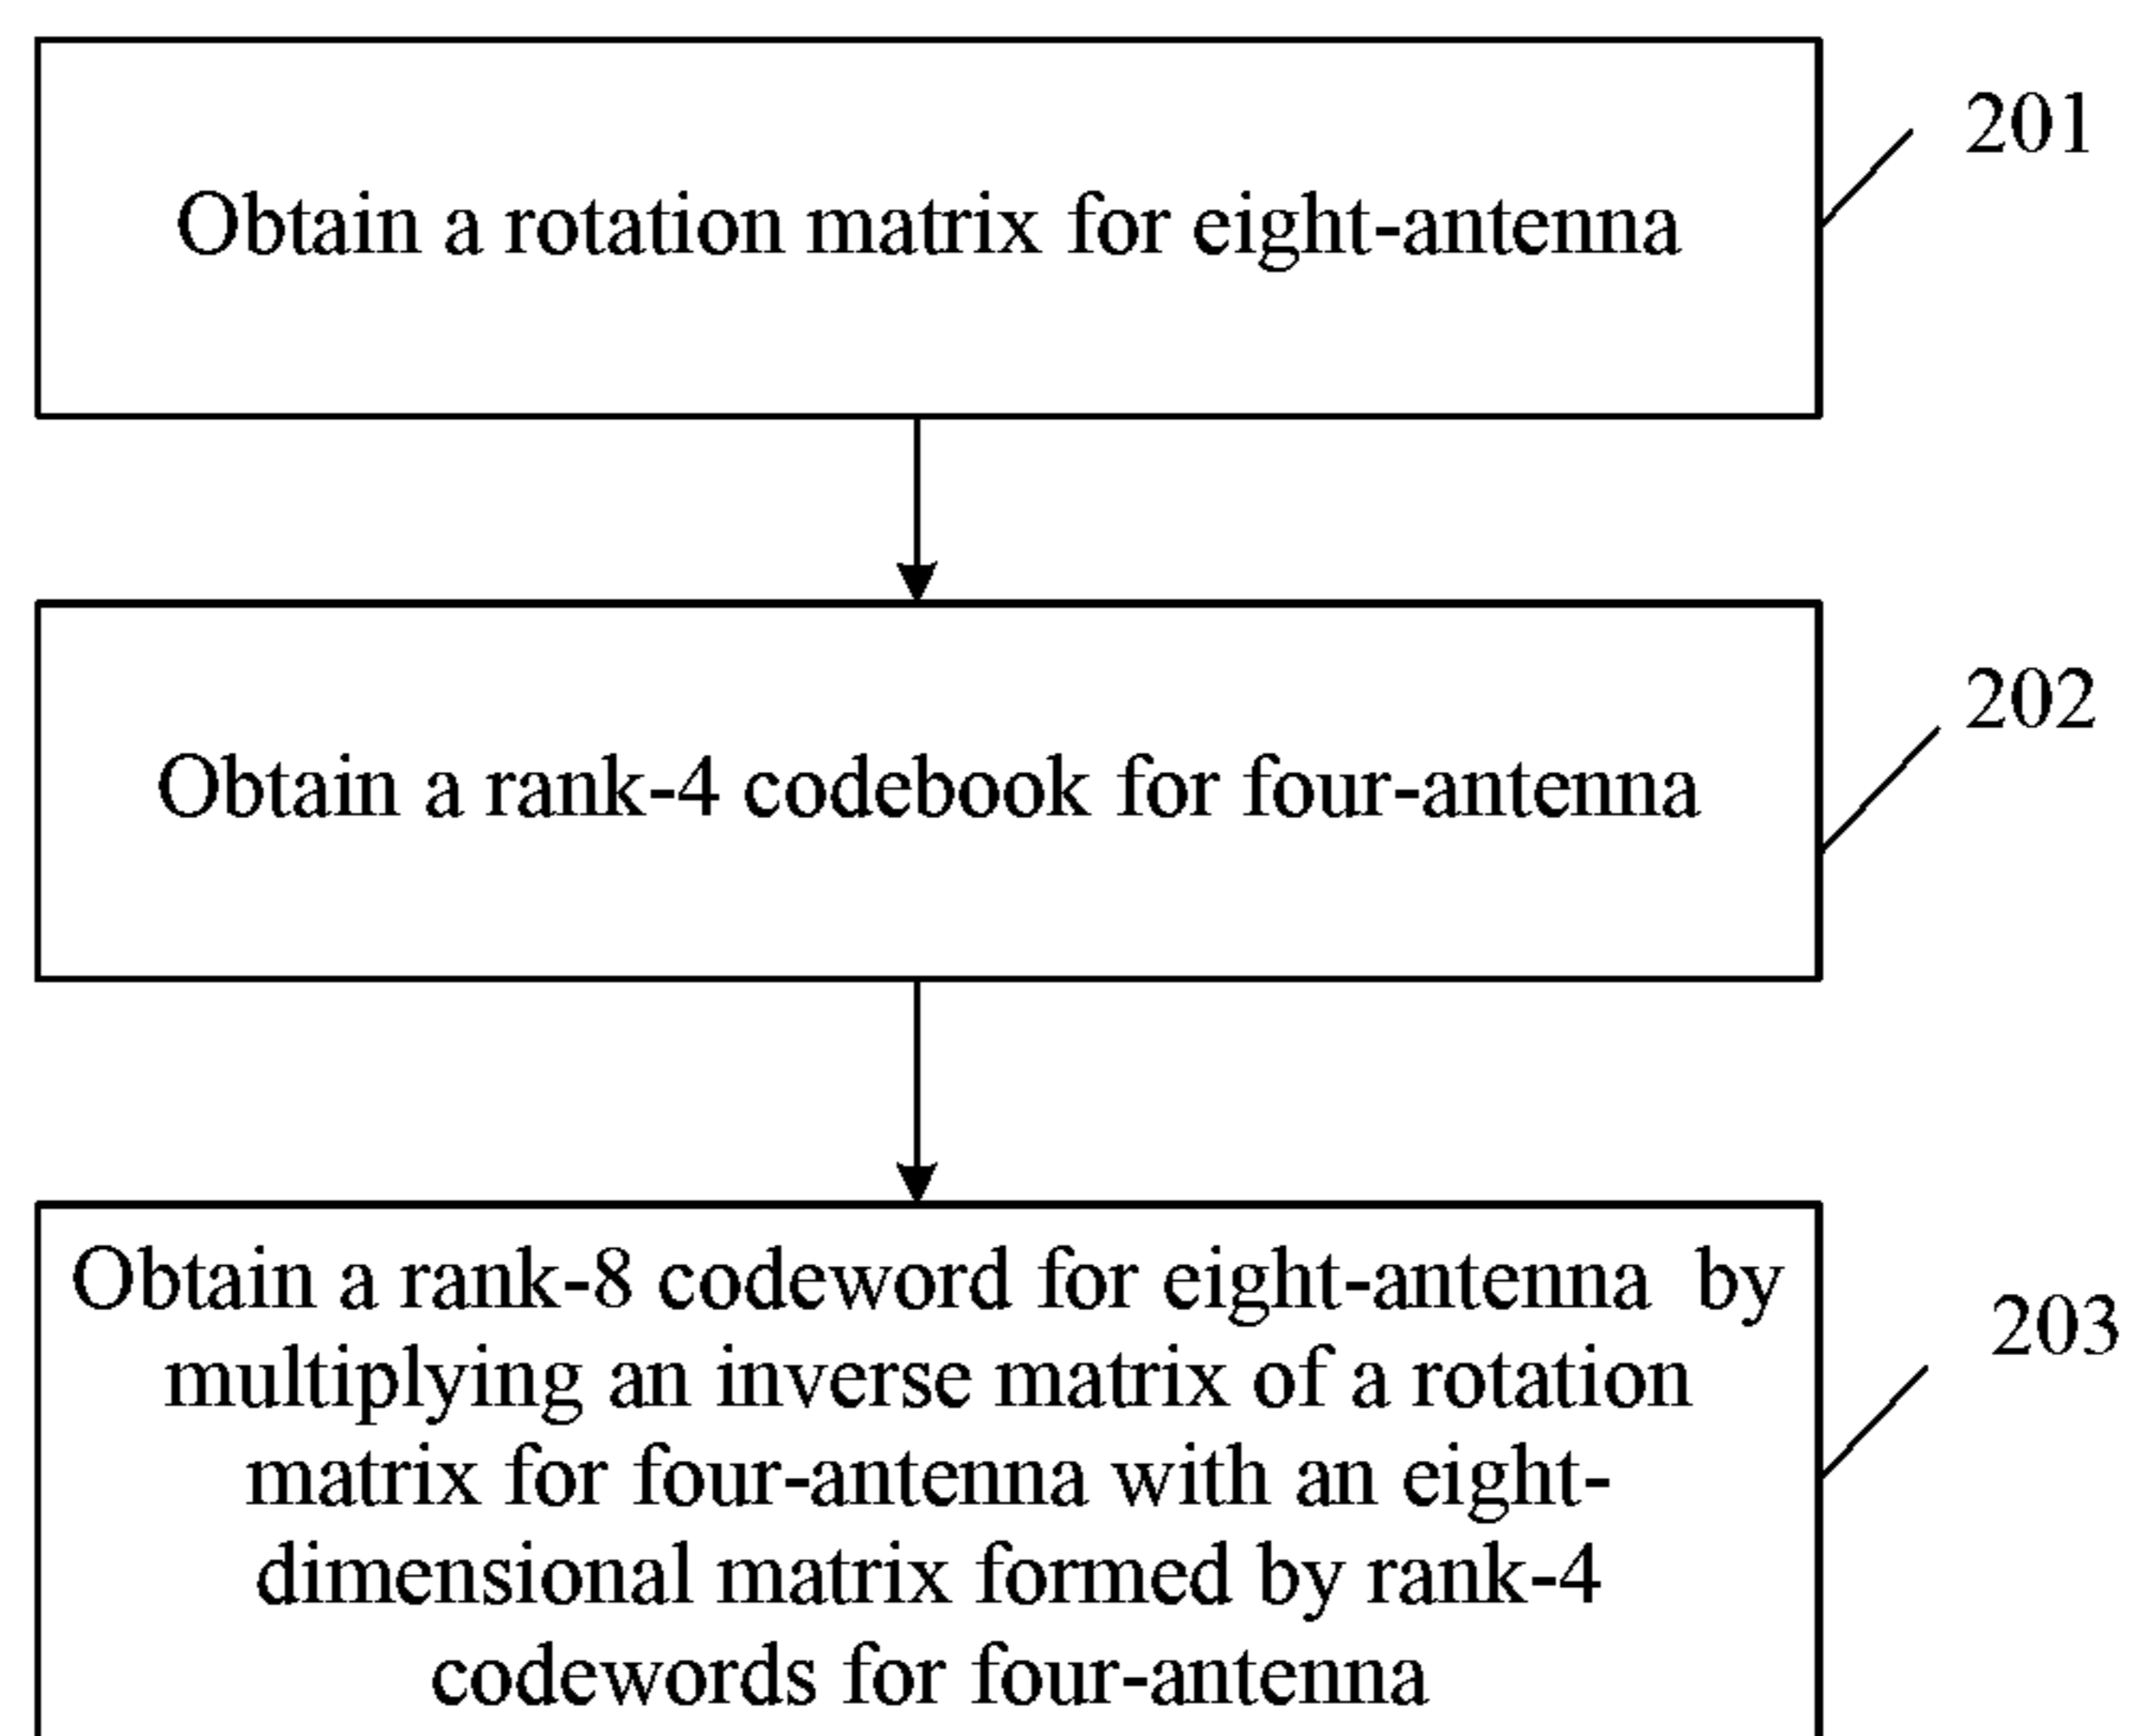 Obtain a rotation matrix for eight-antenna
201
Obtain a rank-4 codebook for four-antenna
202
Obtain a rank-8 codeword for eight-antenna by
multiplying an inverse matrix of a rotation
matrix for four-antenna with an eight-
dimensional matrix formed by rank-4
codewords for four-antenna
203